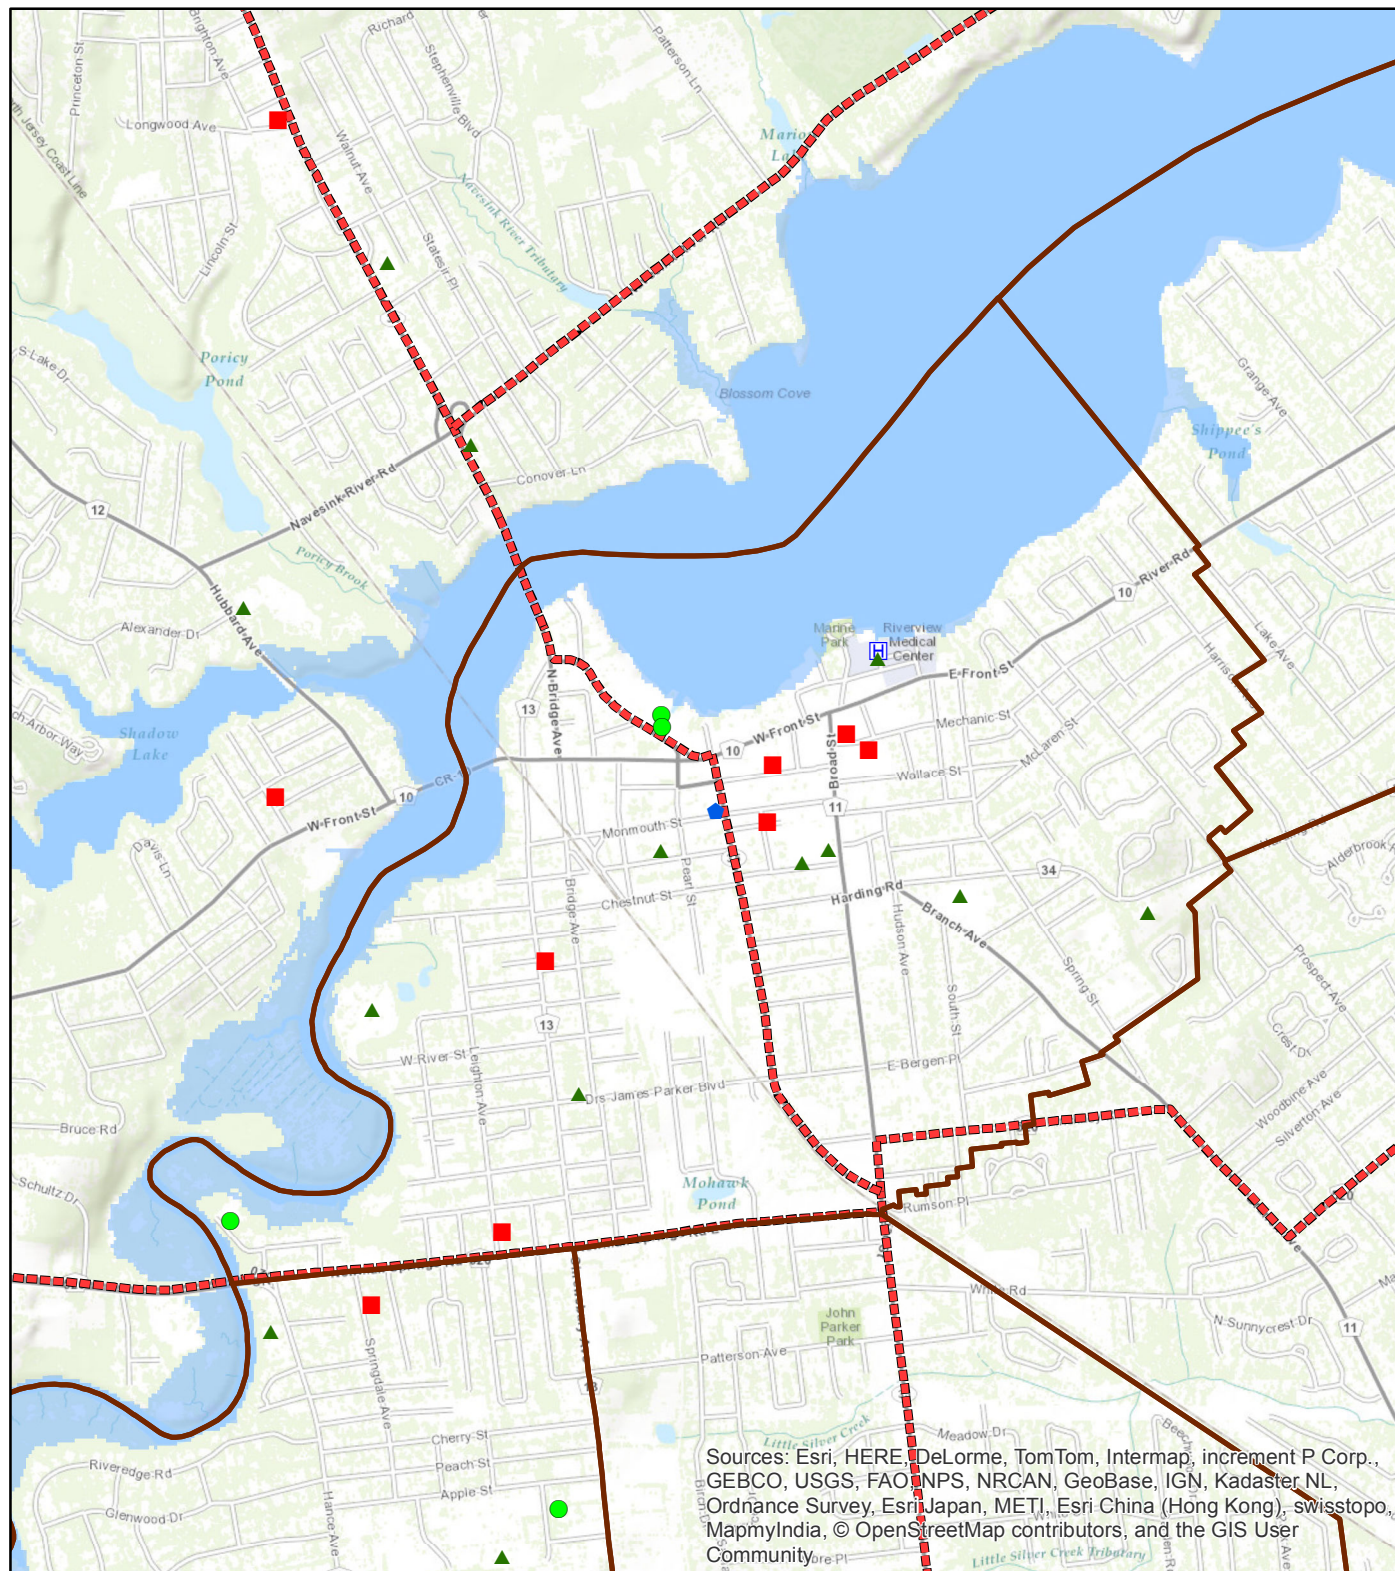 Richard
Brighton Ave
Princeton St
Stephenville Blvd
Patterson Ln
Longwood Ave
Walnut Ave
Jersey Coast Line
Navesink River Tributary
Lincoln St
Statesir Pl
S Lake Dr
Poricy
Pond
Blossom Cove
Grange Ave
Shippee's
Pond
Conover Ln
Navesink River Rd
12
Poricy Brook
Hubbard Ave
Alexander Dr
10
River Rd
Lake Ave
Marine
Park
Riverview
Medical
Center
H
E Front St
N Bridge Ave
13
Shadow
Lake
Arbor Way
10
W Front St
Mechanic St
McLaren St
Wallace St
Broad St
10
W Front St
11
Monmouth St
Davis Ln
Pearl St
34
Chestnut St
Bridge Ave
Harding Rd
Branch Ave
Hudson Ave
Prospect Ave
Spring St
South St
13
W River St
Leighton Ave
E Bergen Pl
Crest Dr
Drs James Parker Blvd
Woodbine Ave
Silverton Ave
Bruce Rd
Schultz Dr
Mohawk
Pond
Rumson Pl
White Rd
John
Parker
Park
N Sunnycrest Dr
11
Springdale Ave
Patterson Ave
Cherry St
Little Silver Creek
Meadow Dr
Riveredge Rd
Peach St
Apple St
Glenwood Dr
Hance Ave
Sources: Esri, HERE, DeLorme, TomTom, Intermap, increment P Corp.,
GEBCO, USGS, FAO, NPS, NRCAN, GeoBase, IGN, Kadaster NL,
Ordnance Survey, Esri Japan, METI, Esri China (Hong Kong), swisstopo,
MapmyIndia, © OpenStreetMap contributors, and the GIS User
Community
Little Silver Creek Tributary